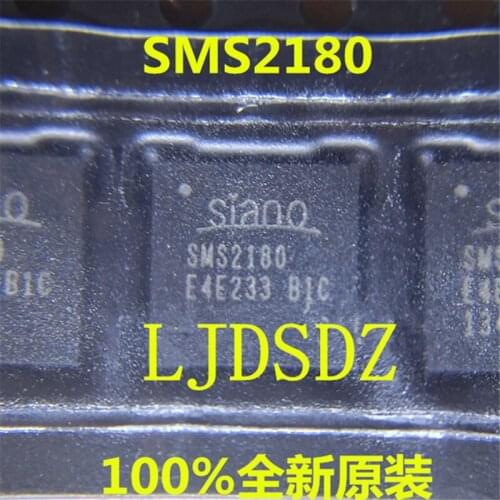 SMS2180
siano
SMS2180
E4E233 B1C
LJDSDZ
100%全新原装